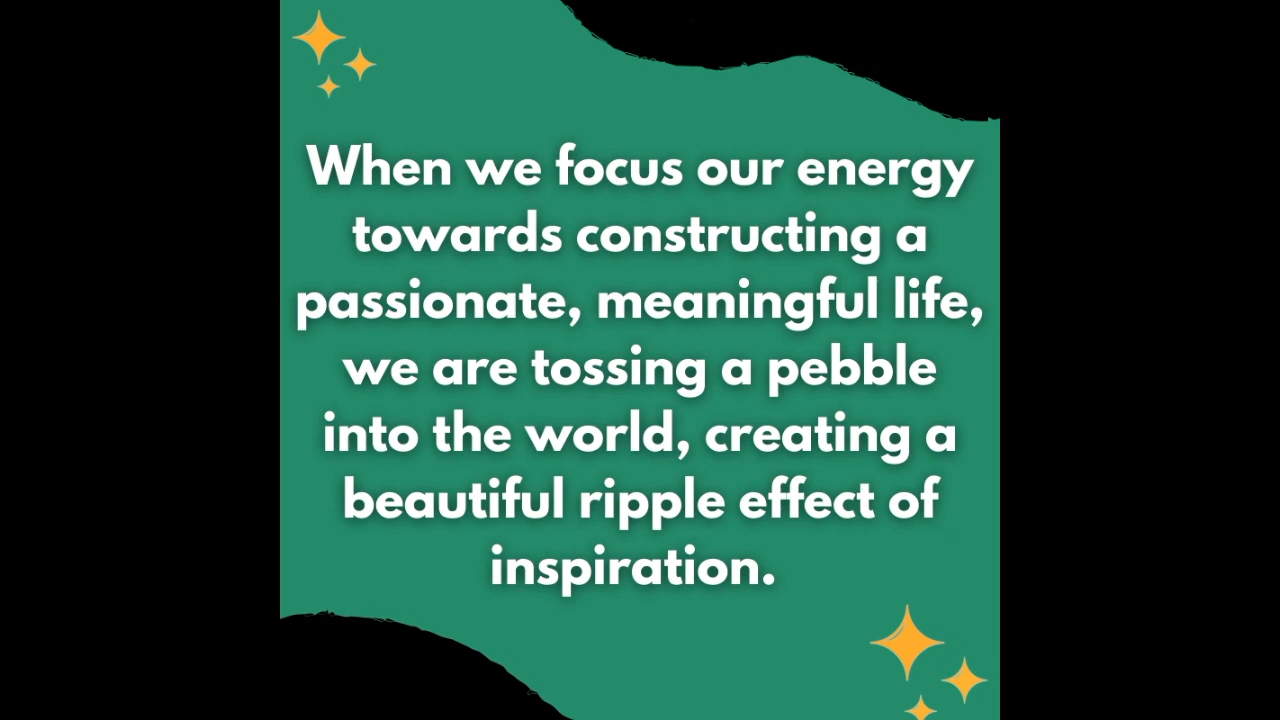 When we focus our energy
towards constructing a
passionate, meaningful life,
we are tossing a pebble
into the world, creating a
beautiful ripple effect of
inspiration.